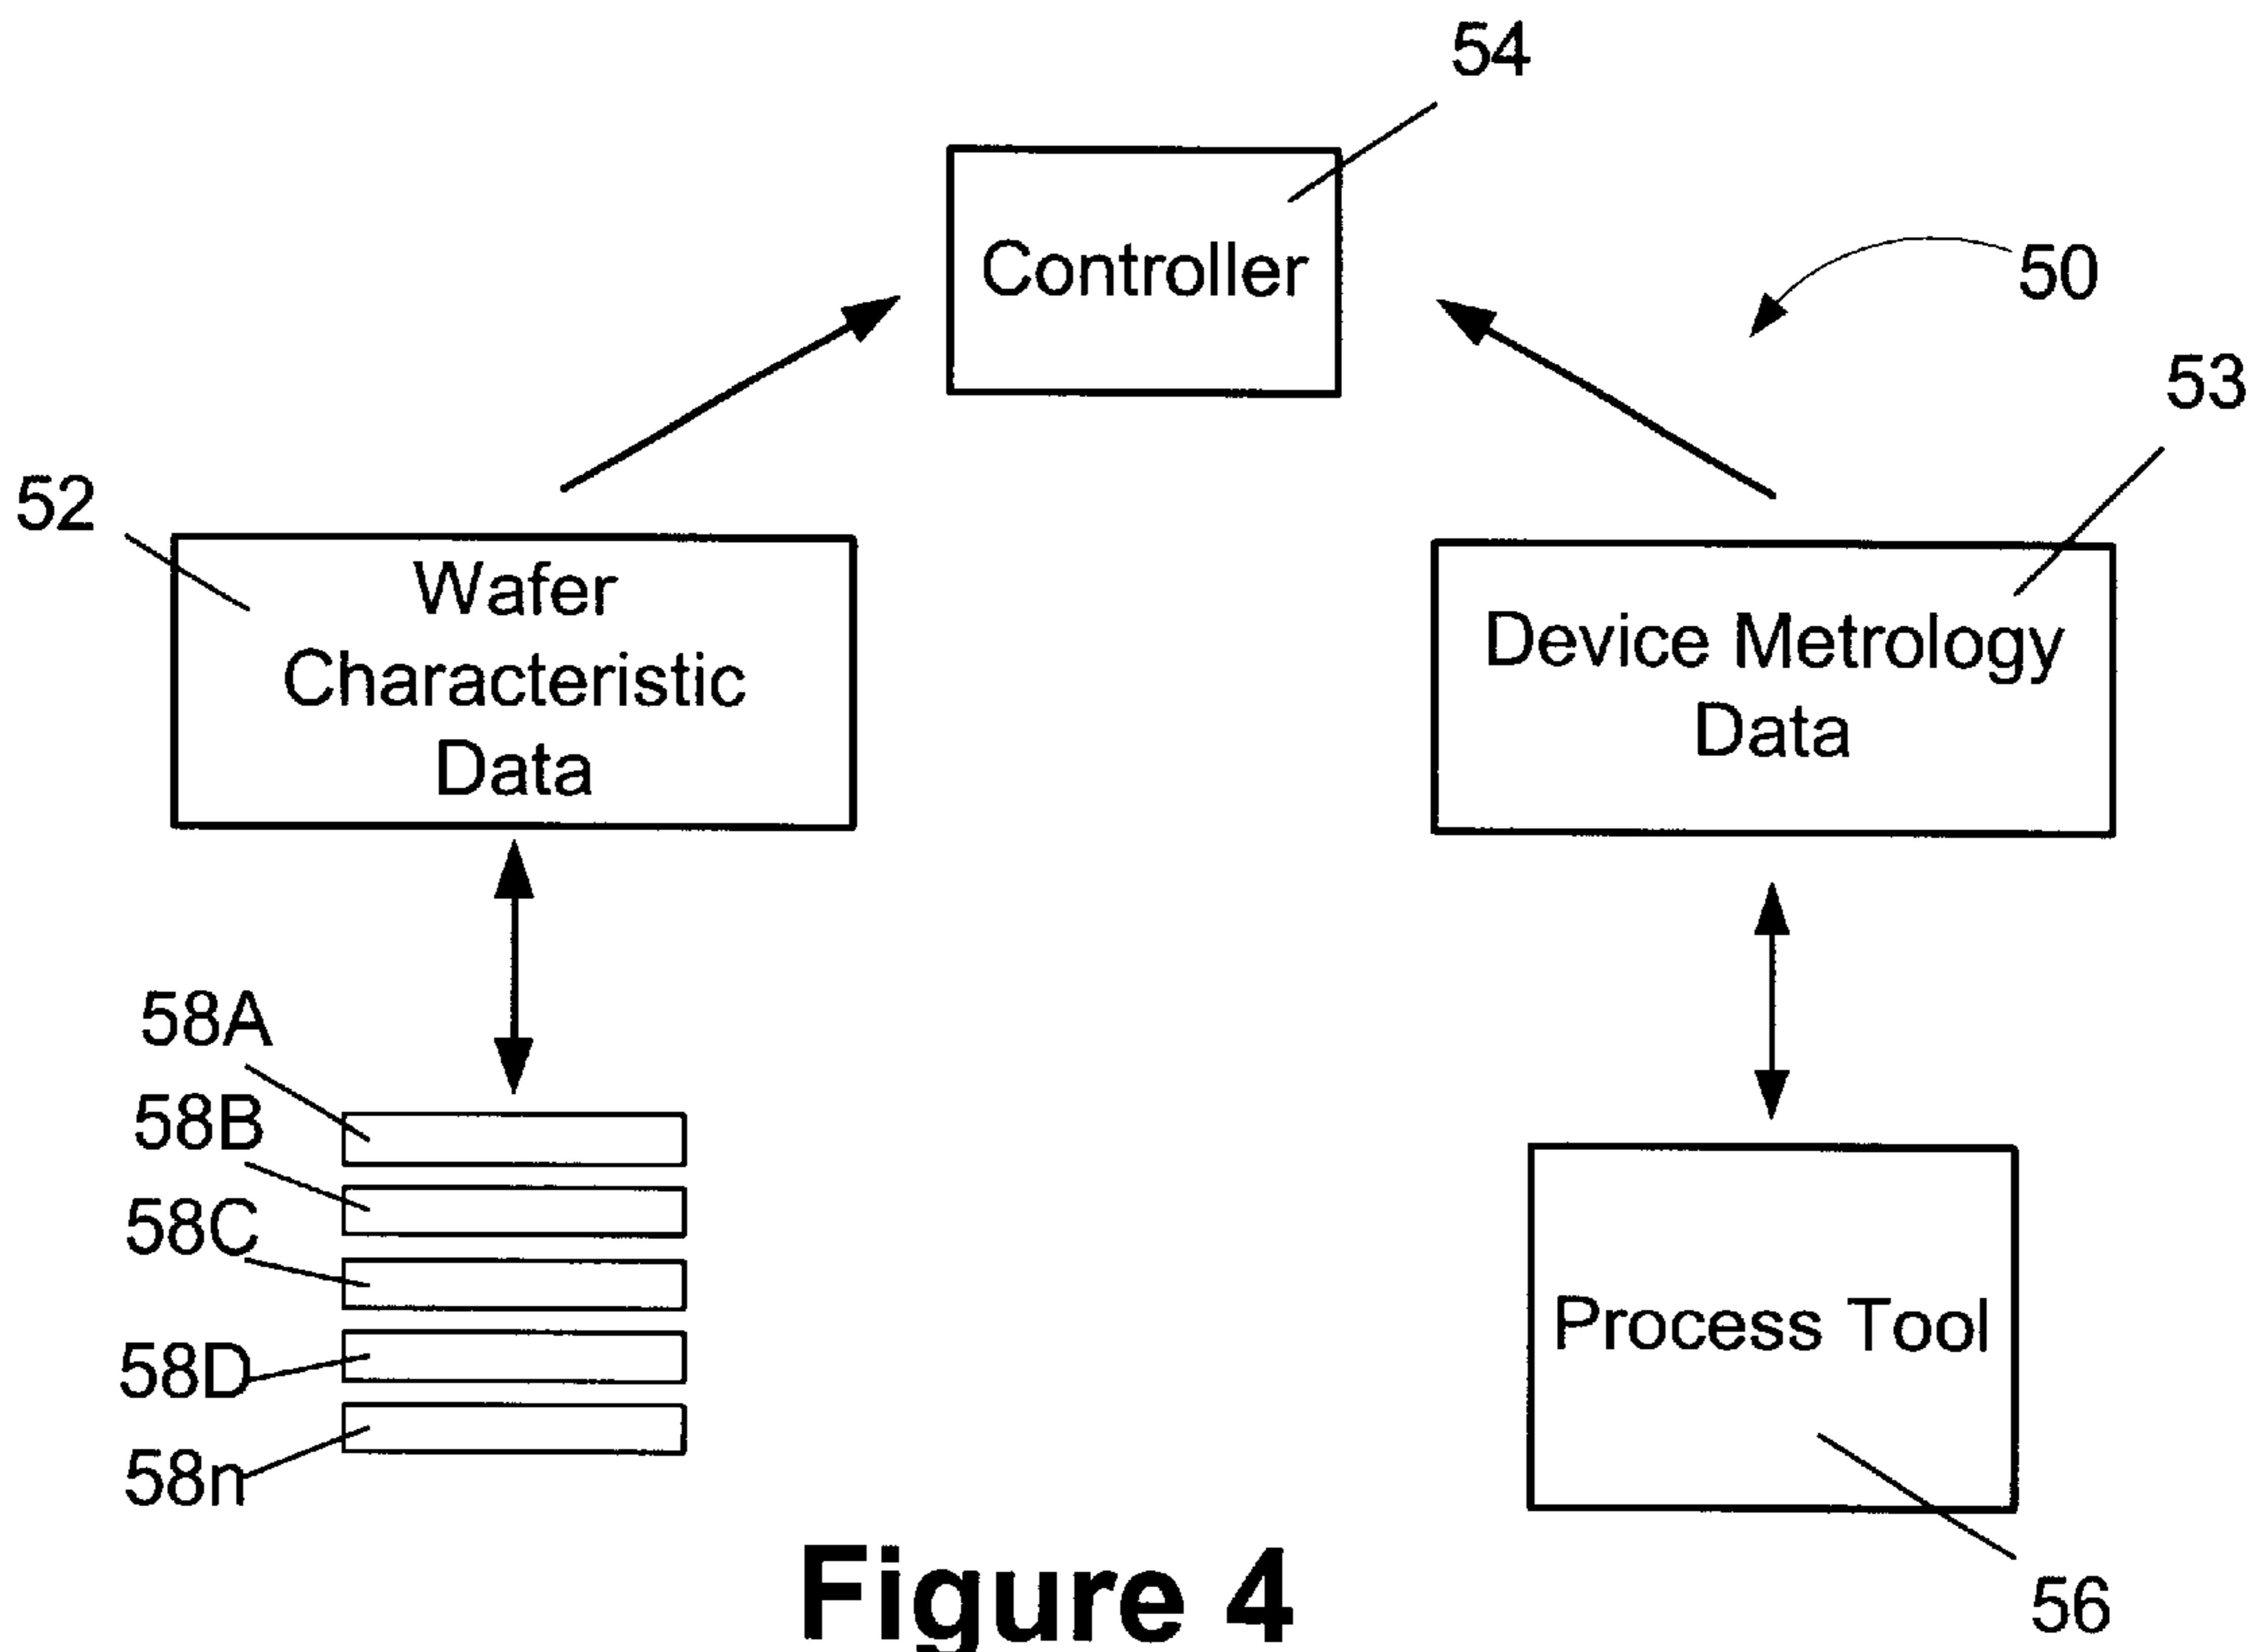 54
Controller
50
53
52
Wafer
Characteristic
Data
Device Metrology
Data
58A
58B
58C
58D
58n
Process Tool
56
Figure 4